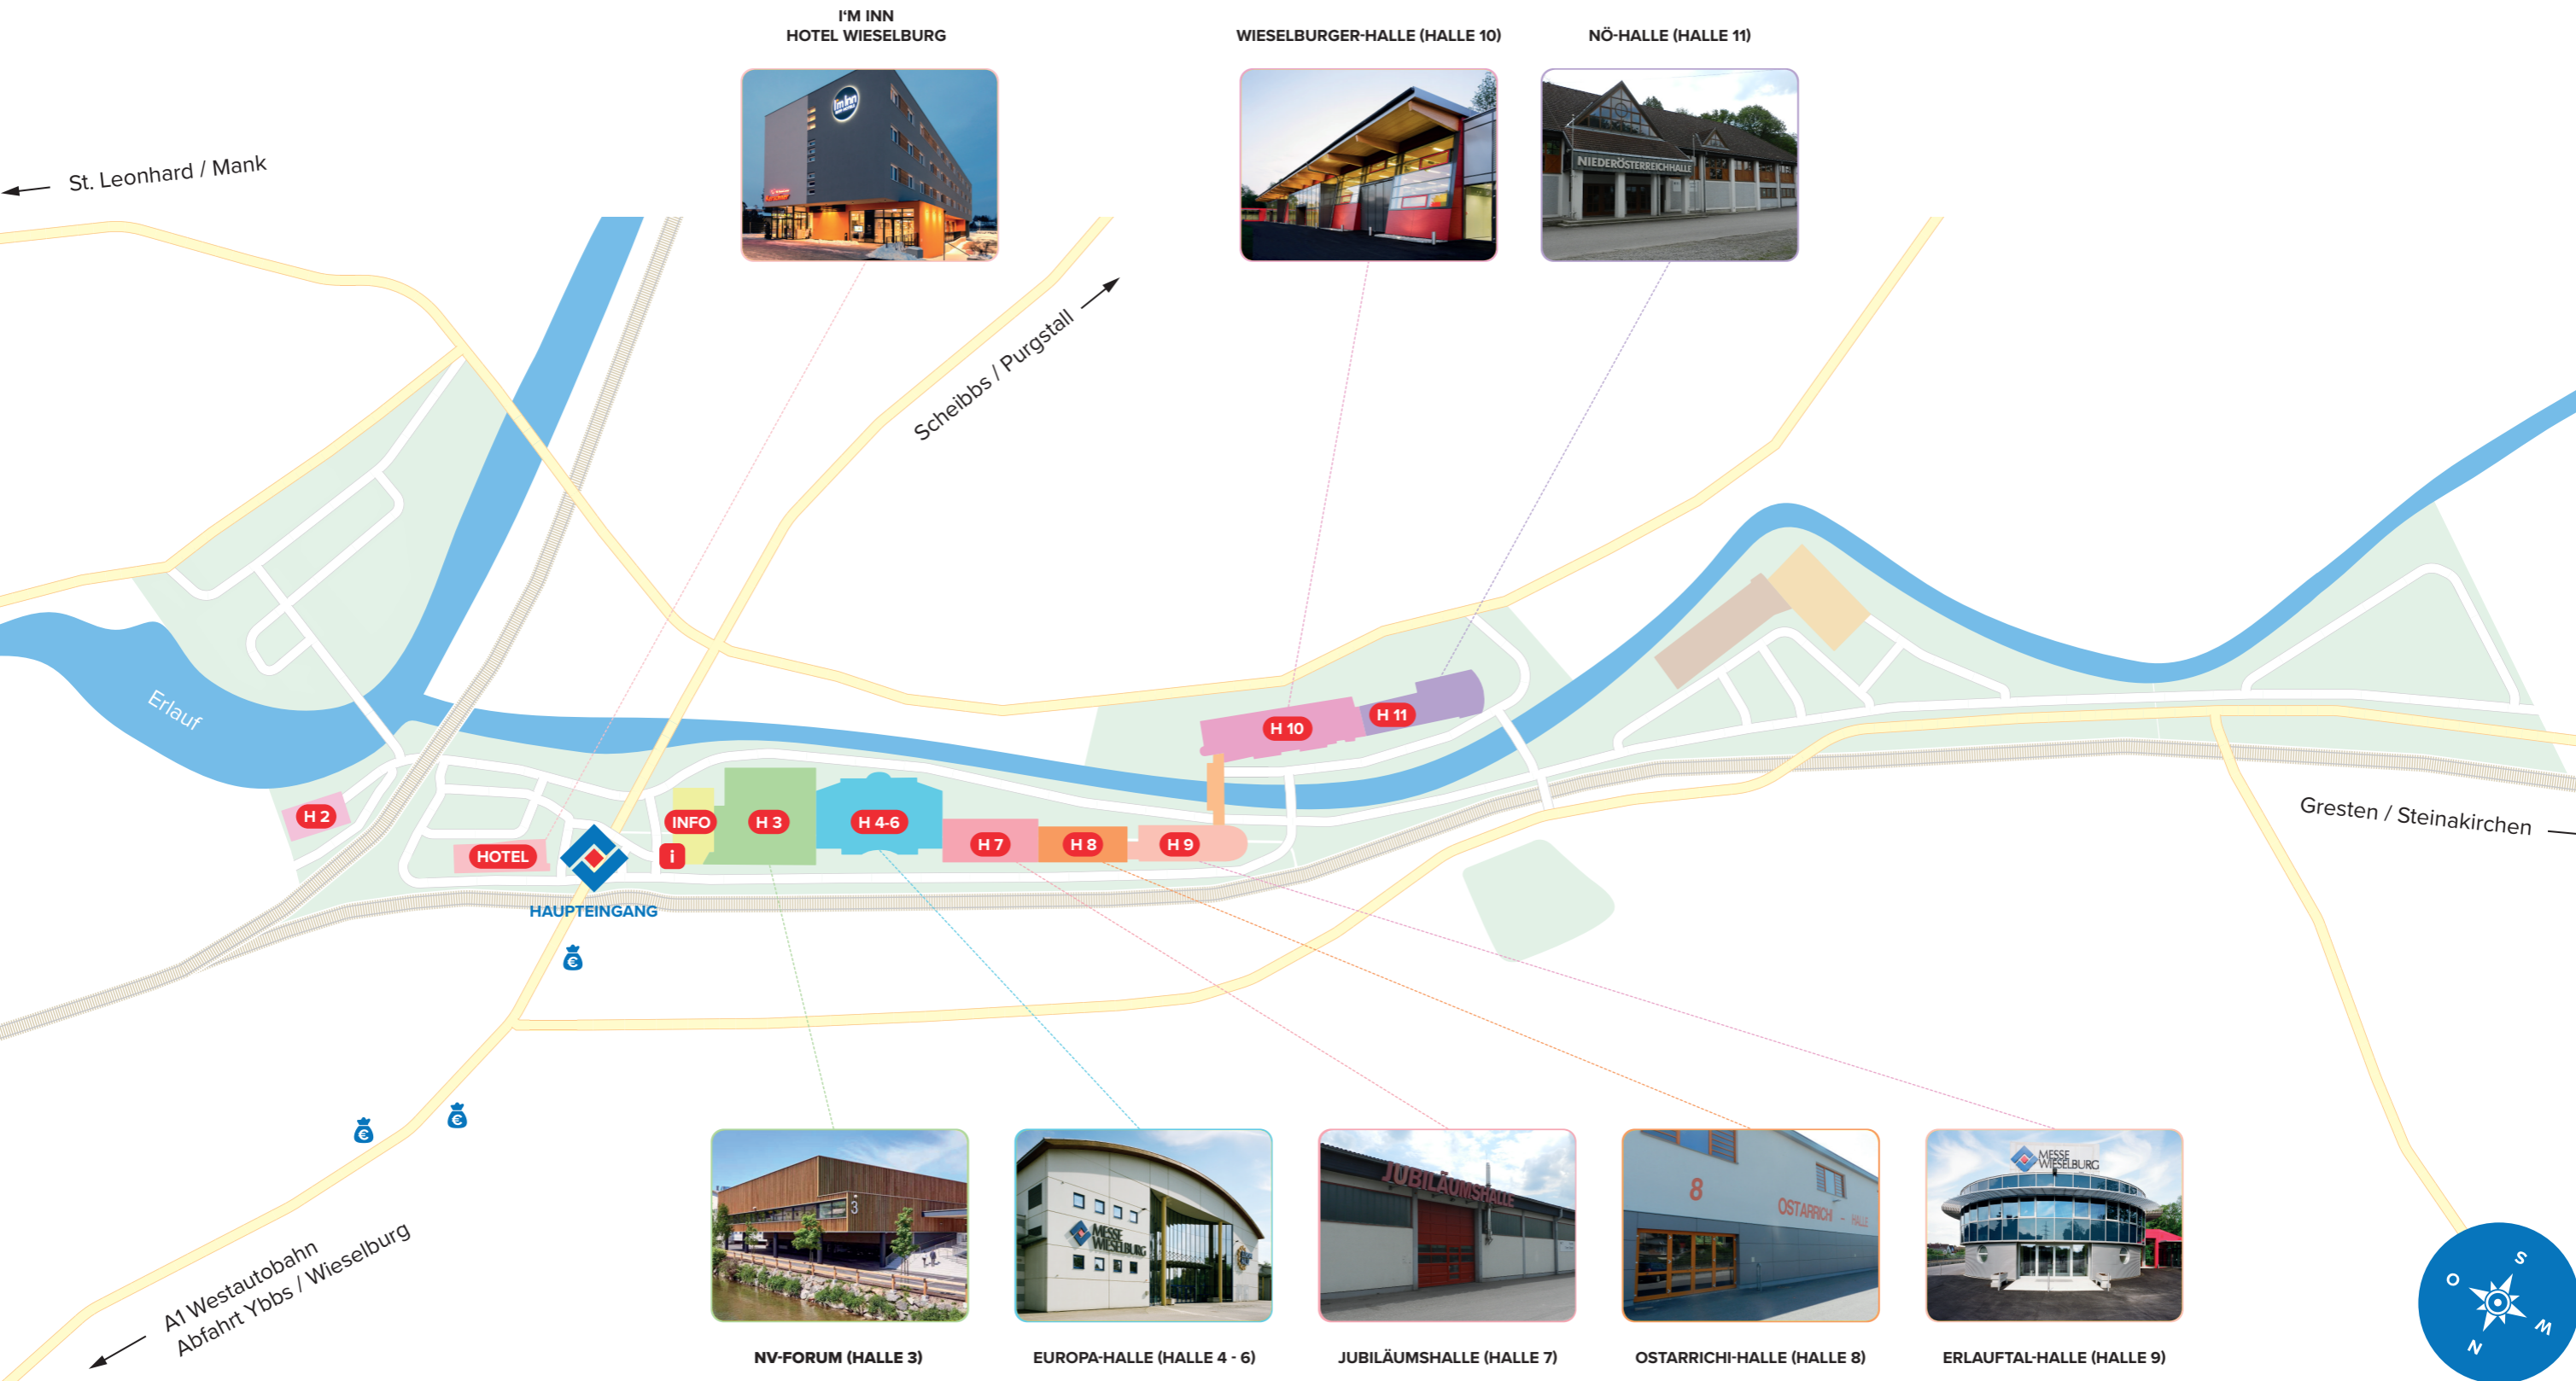 I'M INN
HOTEL WIESELBURG
WIESELBURGER-HALLE (HALLE 10)
NÖ-HALLE (HALLE 11)
I'm Inn
NIEDERÖSTERREICHHALLE
St. Leonhard / Mank
Scheibbs / Purgstall
Erlauf
H 2
HOTEL
HAUPTEINGANG
INFO
i
H 3
H 4-6
H 7
H 8
H 9
H 10
H 11
Gresten / Steinakirchen
€
€
€
A1 Westautobahn
Abfahrt Ybbs / Wieselburg
3
MESSE
WIESELBURG
JUBILÄUMSHALLE
8
OSTARRICHI - HALLE
MESSE
WIESELBURG
S
O
W
N
NV-FORUM (HALLE 3)
EUROPA-HALLE (HALLE 4 - 6)
JUBILÄUMSHALLE (HALLE 7)
OSTARRICHI-HALLE (HALLE 8)
ERLAUFTAL-HALLE (HALLE 9)